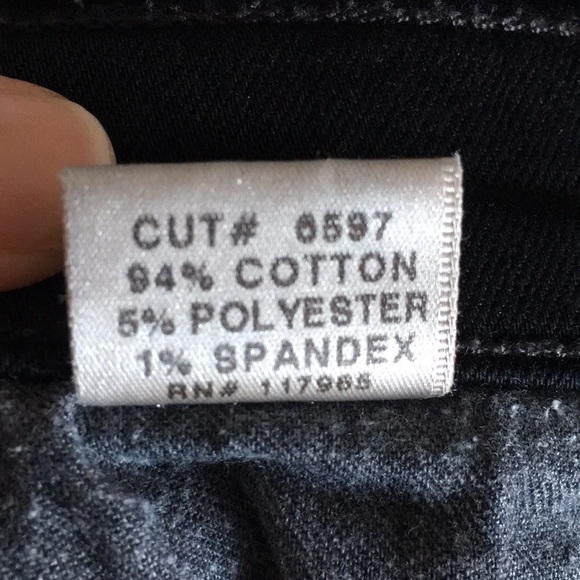 CUT# 6597
94% COTTON
5% POLYESTER
1% SPANDEX
RN# 117965